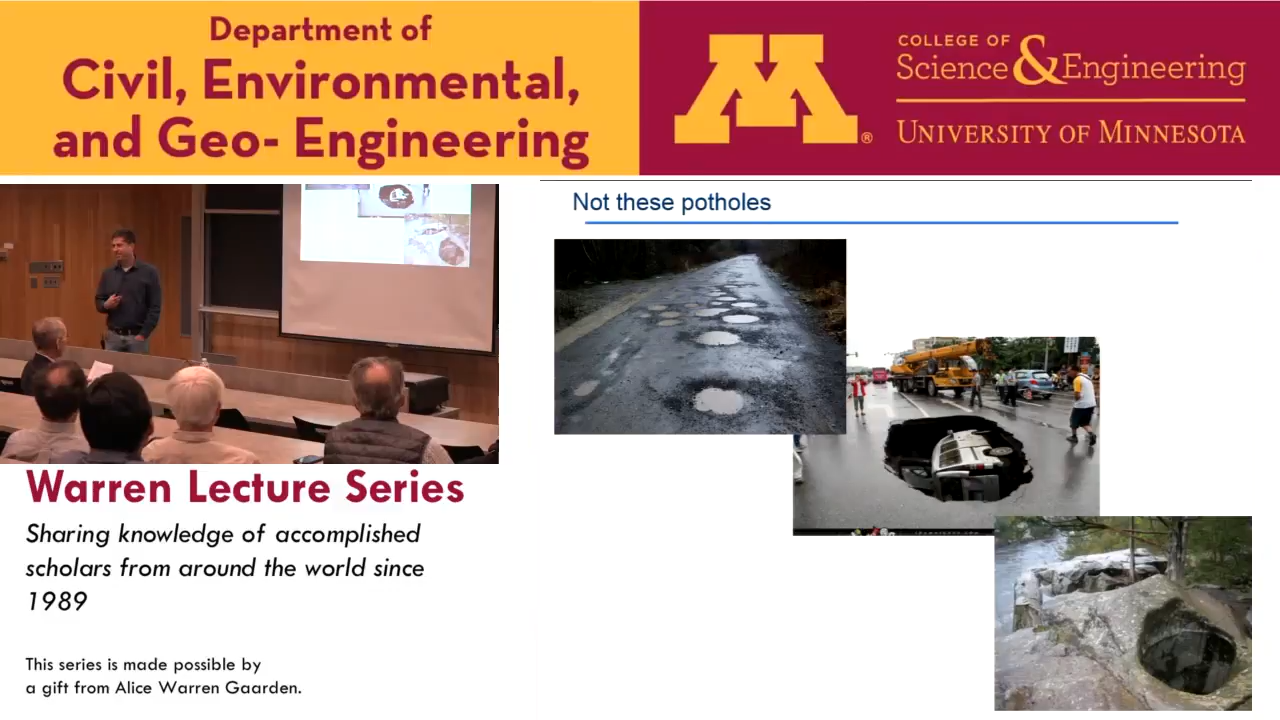 Department of
Civil, Environmental,
and Geo- Engineering
M®
COLLEGE OF
Science & Engineering
UNIVERSITY OF MINNESOTA
Not these potholes
Warren Lecture Series
Sharing knowledge of accomplished
scholars from around the world since
1989
This series is made possible by
a gift from Alice Warren Gaarden.